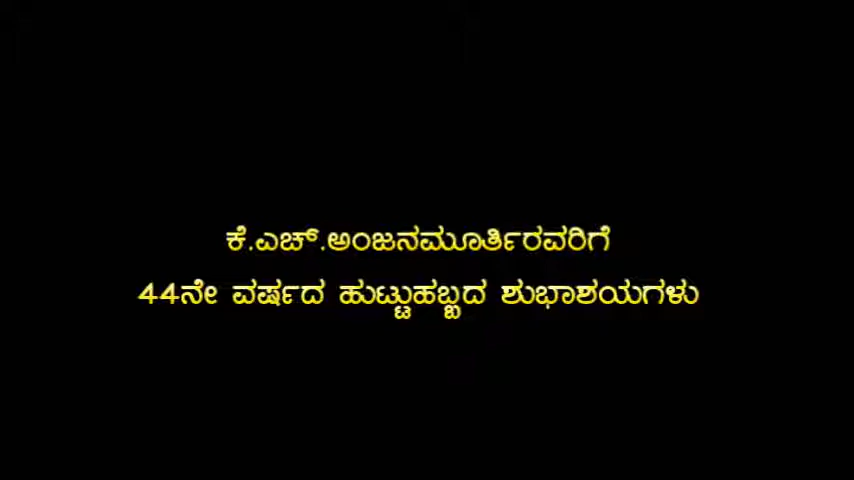 ಕೆ.ಎಚ್.ಅಂಜನಮೂರ್ತಿರವರಿಗೆ
44ನೇ ವರ್ಷದ ಹುಟ್ಟುಹಬ್ಬದ ಶುಭಾಶಯಗಳು